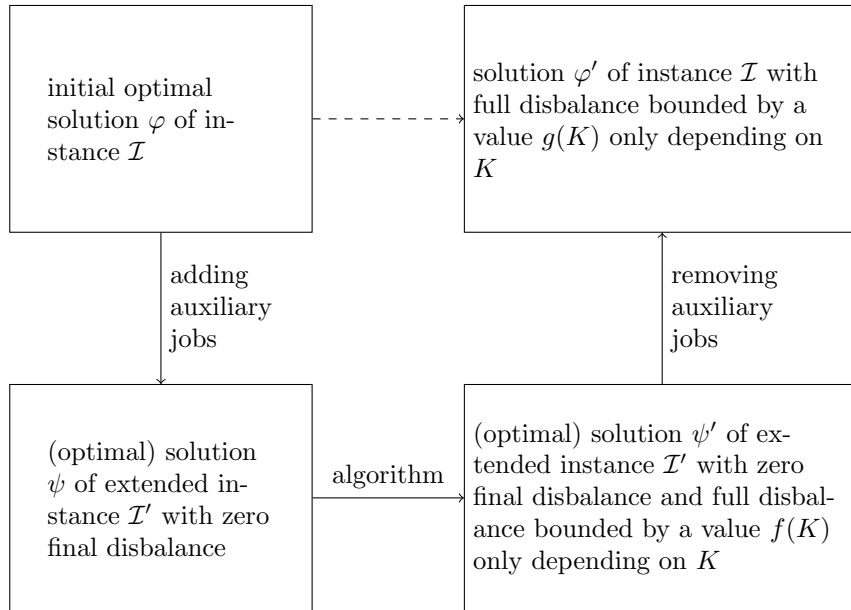 initial optimal
solution φ of in-
stance I
solution φ′ of instance I with
full disbalance bounded by a
value g(K) only depending on
K
adding
auxiliary
jobs
removing
auxiliary
jobs
(optimal) solution
ψ of extended in-
stance I′ with zero
final disbalance
algorithm
(optimal) solution ψ′ of ex-
tended instance I′ with zero
final disbalance and full disbal-
ance bounded by a value f(K)
only depending on K